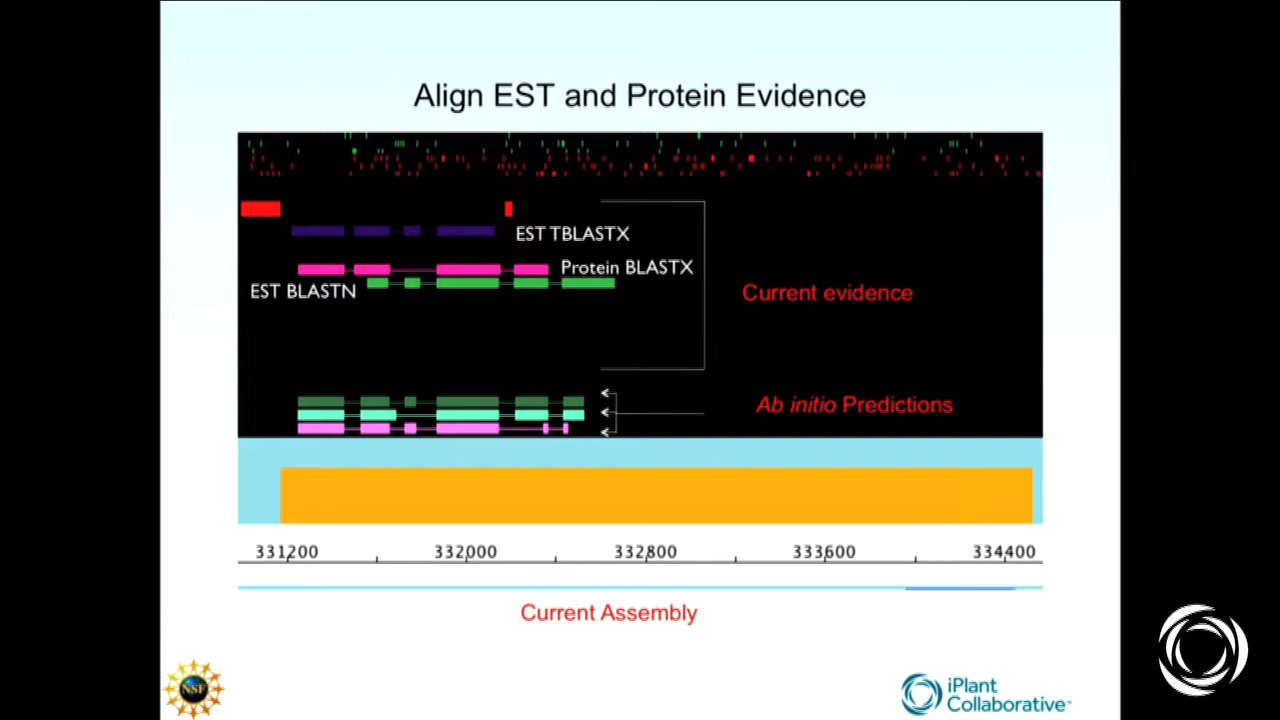 Align EST and Protein Evidence
EST TBLASTX
Protein BLASTX
EST BLASTN
Current evidence
Ab initio Predictions
331200 332000 332800 333600 334400
Current Assembly
NSF
iPlant
Collaborative™